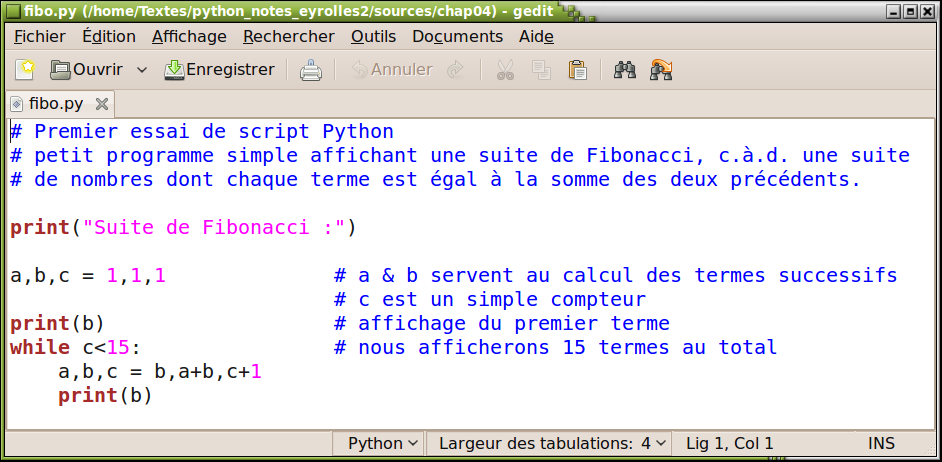 fibo.py (/home/Textes/python_notes_eyrolles2/sources/chap04) - gedit
Fichier Édition Affichage Rechercher Outils Documents Aide
Ouvrir Enregistrer Annuler
fibo.py
# Premier essai de script Python
# petit programme simple affichant une suite de Fibonacci, c.à.d. une suite
# de nombres dont chaque terme est égal à la somme des deux précédents.
print("Suite de Fibonacci :")
a,b,c = 1,1,1 # a & b servent au calcul des termes successifs
# c est un simple compteur
print(b) # affichage du premier terme
while c<15: # nous afficherons 15 termes au total
a,b,c = b,a+b,c+1
print(b)
Python Largeur des tabulations: 4 Lig 1, Col 1 INS